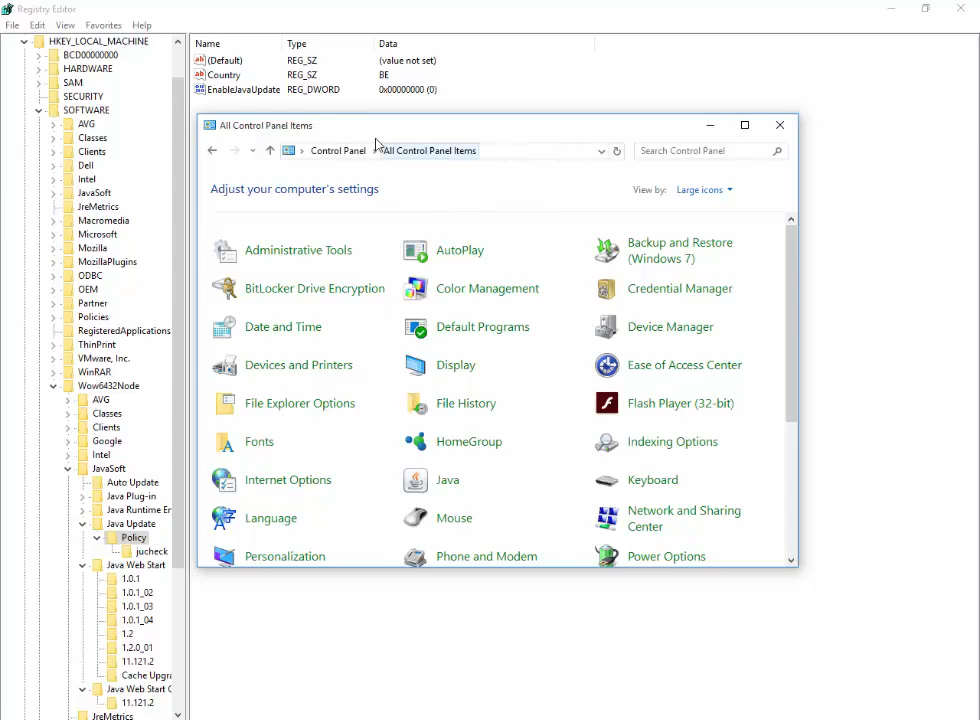 Registry Editor
File Edit View Favorites Help
HKEY_LOCAL_MACHINE
BCD00000000
HARDWARE
SAM
SECURITY
SOFTWARE
AVG
Classes
Clients
Dell
Intel
JavaSoft
JreMetrics
Macromedia
Microsoft
Mozilla
MozillaPlugins
ODBC
OEM
Partner
Policies
RegisteredApplications
ThinPrint
VMware, Inc.
WinRAR
Wow6432Node
AVG
Classes
Clients
Google
Intel
JavaSoft
Auto Update
Java Plug-in
Java Runtime Er
Java Update
Policy
jucheck
Java Web Start
1.0.1
1.0.1_02
1.0.1_03
1.0.1_04
1.2
1.2.0_01
11.121.2
Cache Upgra
Java Web Start C
11.121.2
JreMetrics
Name Type Data
(Default) REG_SZ (value not set)
Country REG_SZ BE
EnableJavaUpdate REG_DWORD 0x00000000 (0)
All Control Panel Items
Control Panel All Control Panel Items Search Control Panel
Adjust your computer's settings View by: Large icons
Administrative Tools
AutoPlay
Backup and Restore
(Windows 7)
BitLocker Drive Encryption
Color Management
Credential Manager
Date and Time
Default Programs
Device Manager
Devices and Printers
Display
Ease of Access Center
File Explorer Options
File History
Flash Player (32-bit)
Fonts
HomeGroup
Indexing Options
Internet Options
Java
Keyboard
Language
Mouse
Network and Sharing
Center
Personalization
Phone and Modem
Power Options